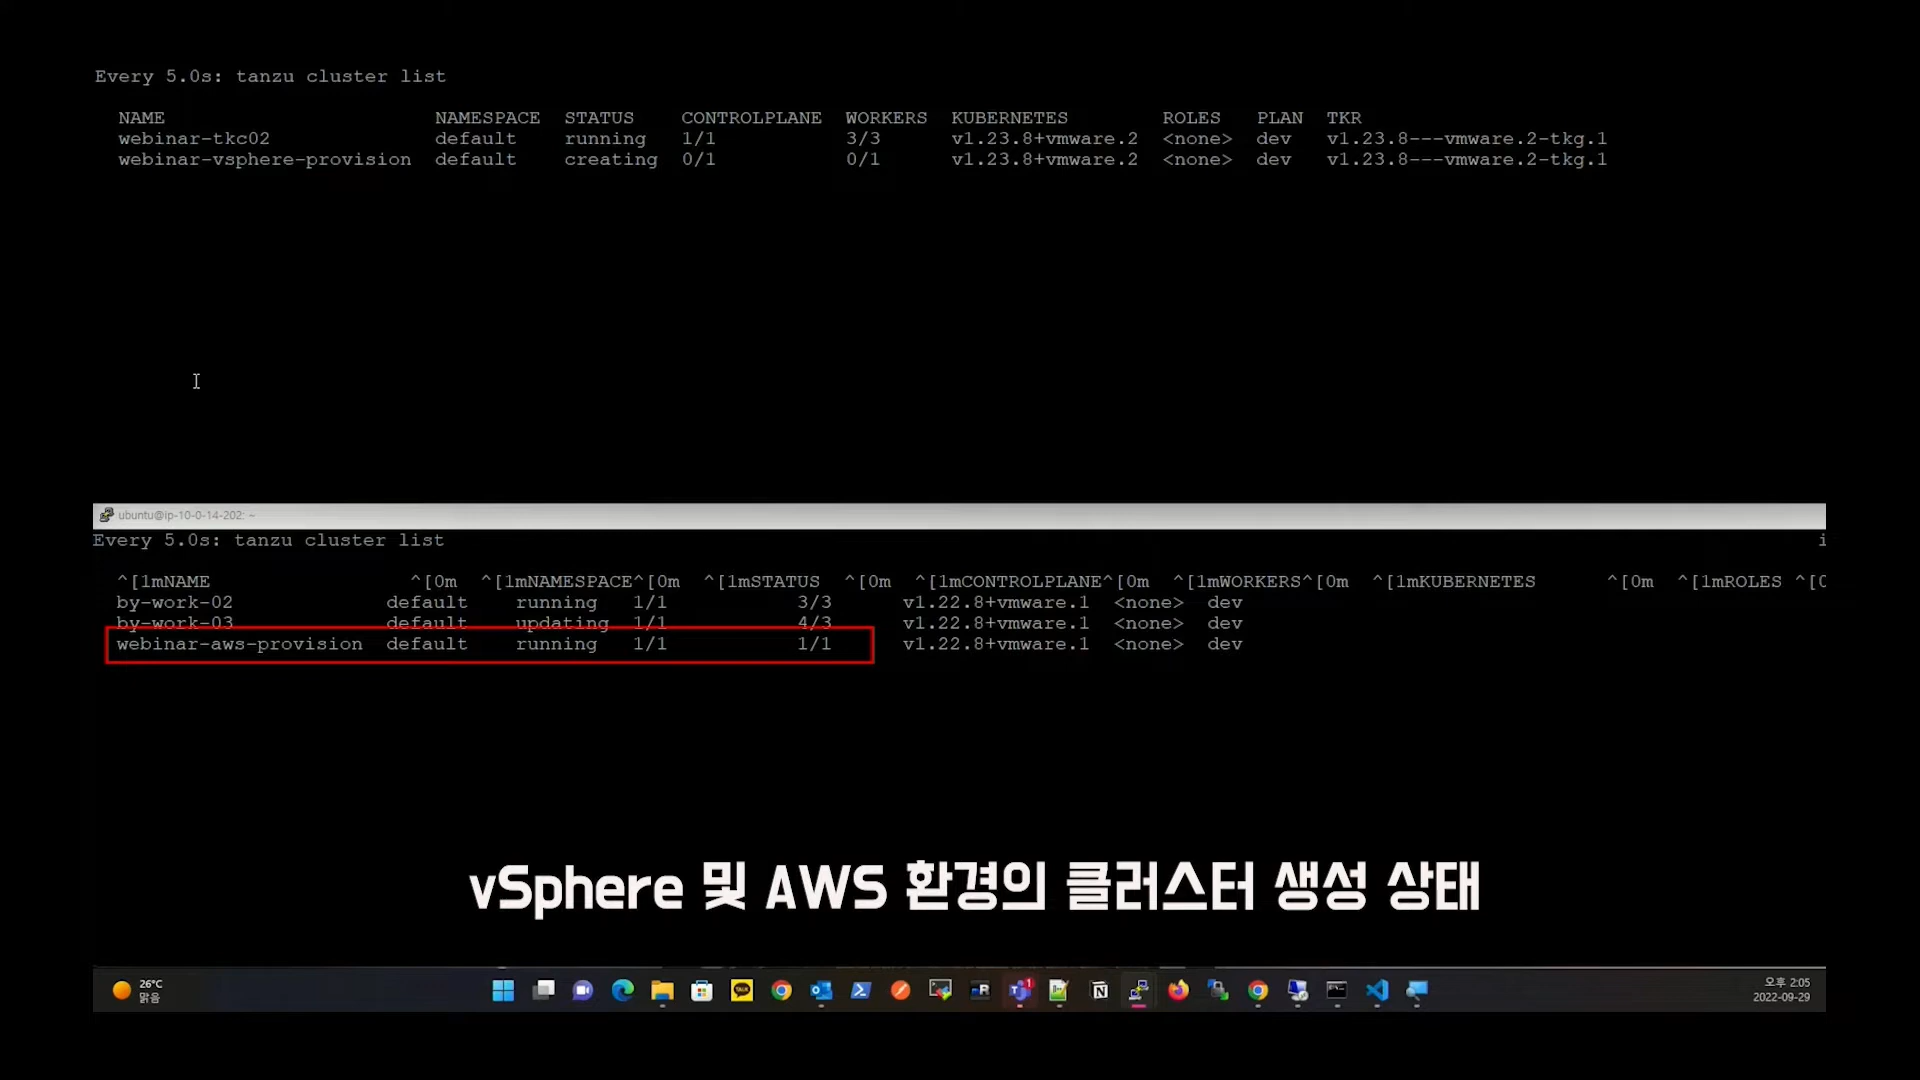 Every 5.0s: tanzu cluster list
NAME NAMESPACE STATUS CONTROLPLANE WORKERS KUBERNETES ROLES PLAN TKR
webinar-tkc02 default running 1/1 3/3 v1.23.8+vmware.2 <none> dev v1.23.8---vmware.2-tkg.1
webinar-vsphere-provision default creating 0/1 0/1 v1.23.8+vmware.2 <none> dev v1.23.8---vmware.2-tkg.1
ubuntu@ip-10-0-14-202: ~
Every 5.0s: tanzu cluster list i
^[1mNAME ^[0m ^[1mNAMESPACE^[0m ^[1mSTATUS ^[0m ^[1mCONTROLPLANE^[0m ^[1mWORKERS^[0m ^[1mKUBERNETES ^[0m ^[1mROLES ^[0
by-work-02 default running 1/1 3/3 v1.22.8+vmware.1 <none> dev
by-work-03 default updating 1/1 4/3 v1.22.8+vmware.1 <none> dev
webinar-aws-provision default running 1/1 1/1 v1.22.8+vmware.1 <none> dev
vSphere 및 AWS 환경의 클러스터 생성 상태
26°C
맑음
오후 2:05
2022-09-29